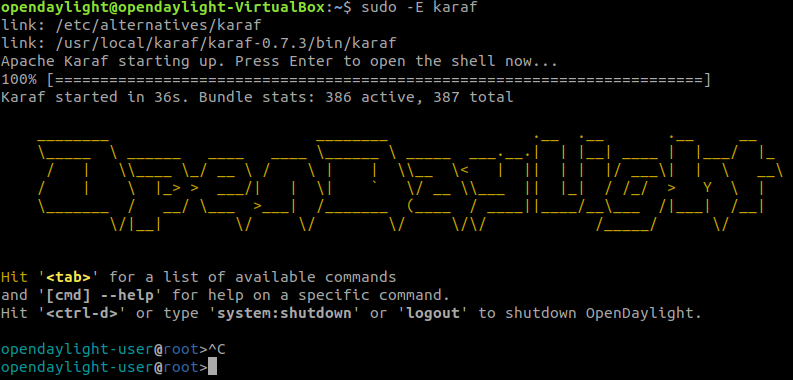 opendaylight@opendaylight-VirtualBox:~$ sudo -E karaf
link: /etc/alternatives/karaf
link: /usr/local/karaf/karaf-0.7.3/bin/karaf
Apache Karaf starting up. Press Enter to open the shell now...
100% [========================================================================]
Karaf started in 36s. Bundle stats: 386 active, 387 total
OpenDaylight
Hit '<tab>' for a list of available commands
and '[cmd] --help' for help on a specific command.
Hit '<ctrl-d>' or type 'system:shutdown' or 'logout' to shutdown OpenDaylight.
opendaylight-user@root>^C
opendaylight-user@root>